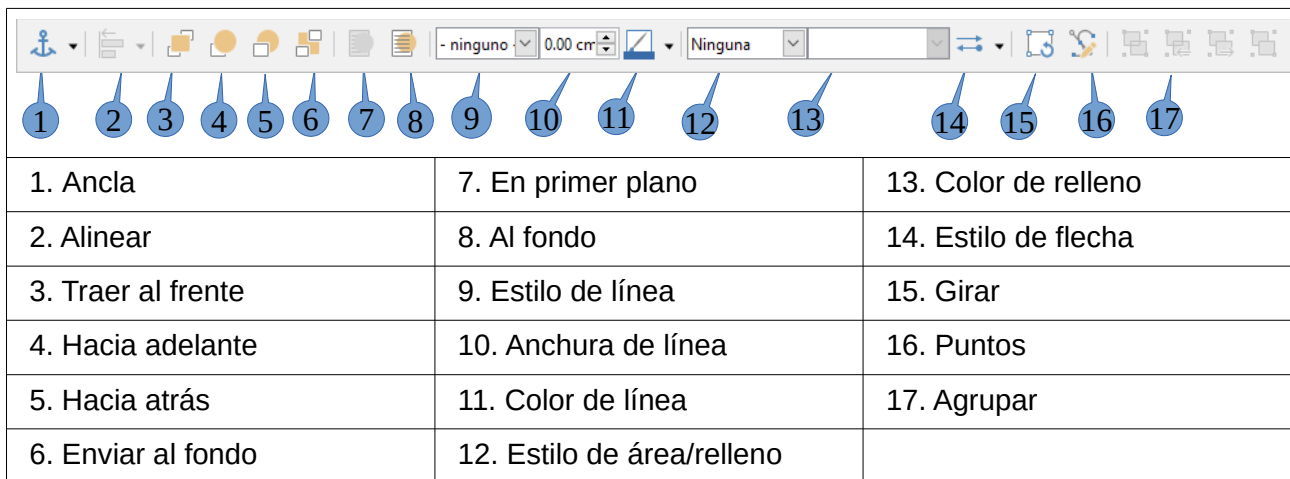 - ninguno - 0.00 cm Ninguna
1 2 3 4 5 6 7 8 9 10 11 12 13 14 15 16 17
1. Ancla 7. En primer plano 13. Color de relleno
2. Alinear 8. Al fondo 14. Estilo de flecha
3. Traer al frente 9. Estilo de línea 15. Girar
4. Hacia adelante 10. Anchura de línea 16. Puntos
5. Hacia atrás 11. Color de línea 17. Agrupar
6. Enviar al fondo 12. Estilo de área/relleno